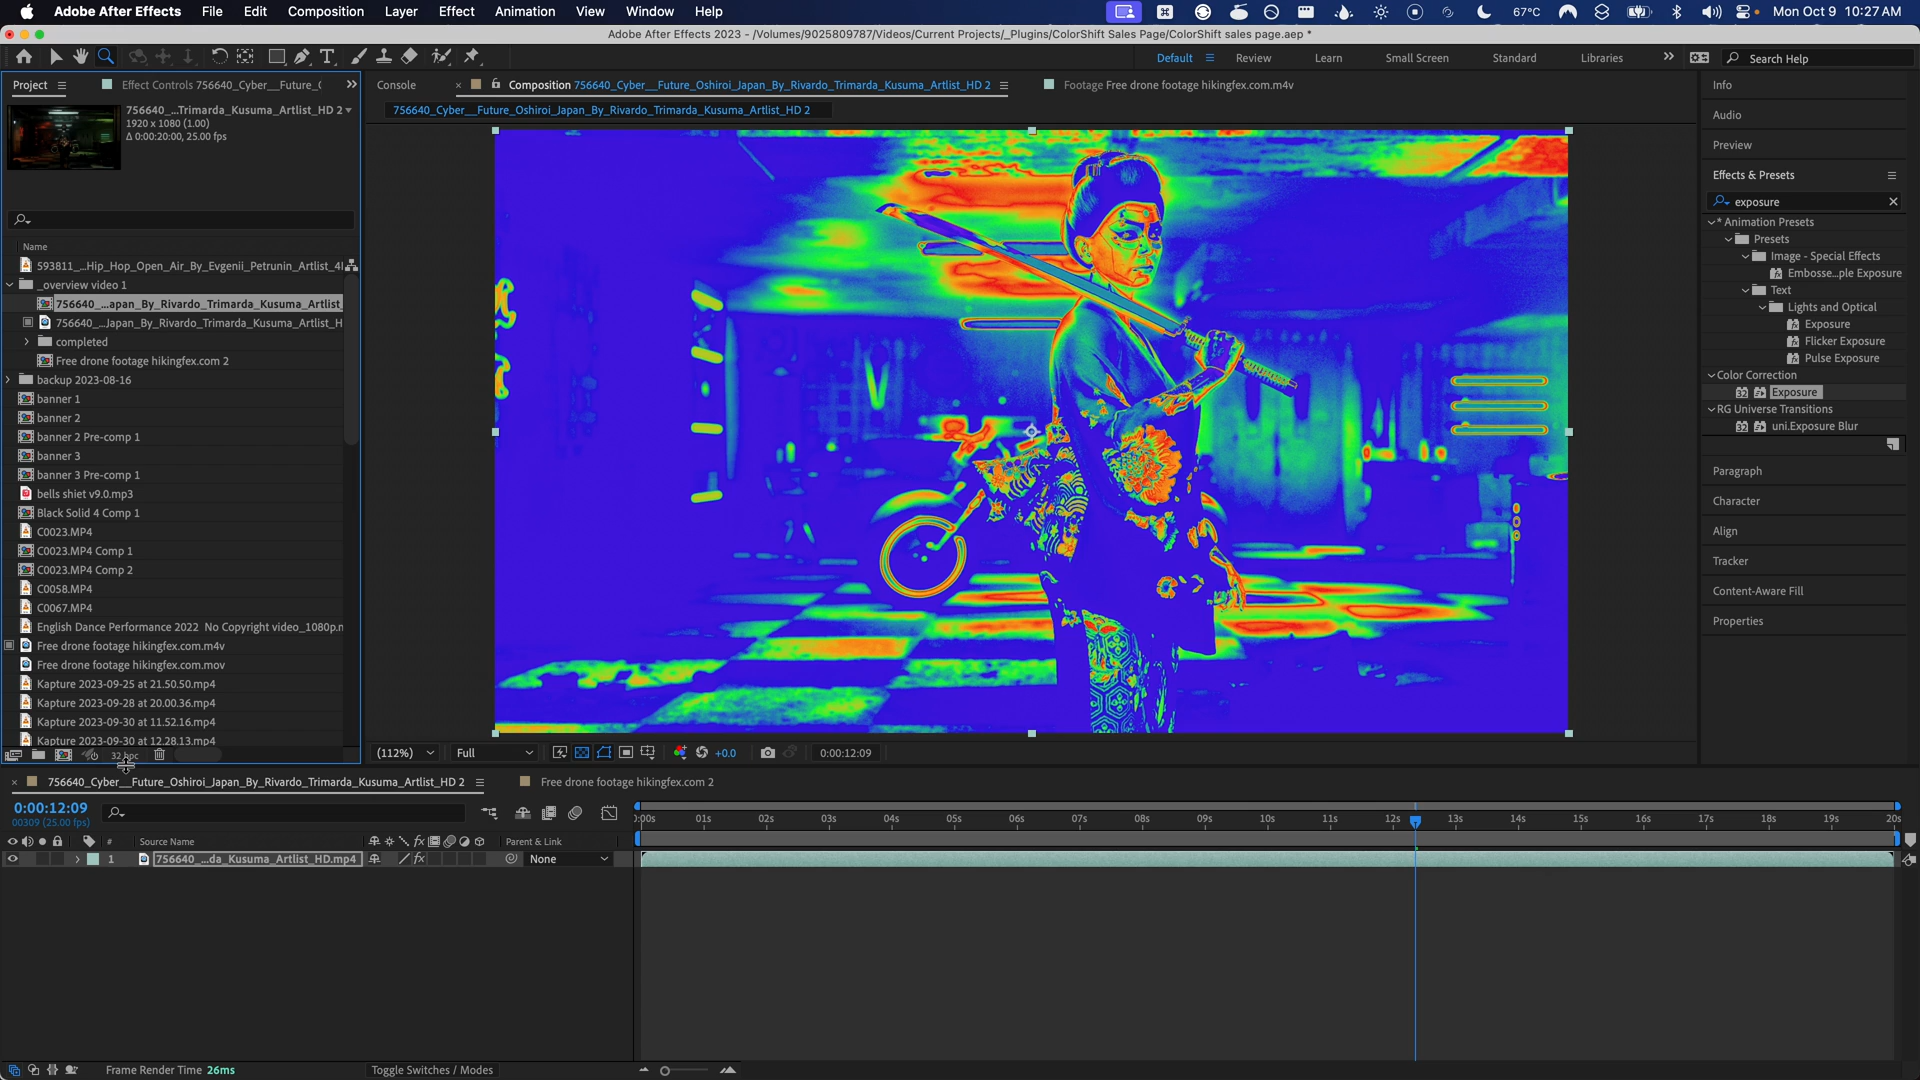 Adobe After Effects File Edit Composition Layer Effect Animation View Window Help 67°C Mon Oct 9 10:27 AM
Adobe After Effects 2023 - /Volumes/9025809787/Videos/Current Projects/_Plugins/ColorShift Sales Page/ColorShift sales page.aep *
Default Review Learn Small Screen Standard Libraries Search Help
Project Effect Controls 756640_Cyber__Future_
Console Composition 756640_Cyber__Future_Oshiroi_Japan_By_Rivardo_Trimarda_Kusuma_Artlist_HD 2 Footage Free drone footage hikingfex.com.m4v
756640_...Trimarda_Kusuma_Artlist_HD 2
1920 x 1080 (1.00)
Δ 0:00:20:00, 25.00 fps
756640_Cyber__Future_Oshiroi_Japan_By_Rivardo_Trimarda_Kusuma_Artlist_HD 2
Name
593811_...Hip_Hop_Open_Air_By_Evgenii_Petrunin_Artlist_4
_overview video 1
756640_...apan_By_Rivardo_Trimarda_Kusuma_Artlist
756640_...Japan_By_Rivardo_Trimarda_Kusuma_Artlist_H
completed
Free drone footage hikingfex.com 2
backup 2023-08-16
banner 1
banner 2
banner 2 Pre-comp 1
banner 3
banner 3 Pre-comp 1
bells shiet v9.0.mp3
Black Solid 4 Comp 1
C0023.MP4
C0023.MP4 Comp 1
C0023.MP4 Comp 2
C0058.MP4
C0067.MP4
English Dance Performance 2022 No Copyright video_1080p.
Free drone footage hikingfex.com.m4v
Free drone footage hikingfex.com.mov
Kapture 2023-09-25 at 21.50.50.mp4
Kapture 2023-09-28 at 20.00.36.mp4
Kapture 2023-09-30 at 11.52.16.mp4
Kapture 2023-09-30 at 12.28.13.mp4
32 bpc
(112%) Full +0.0 0:00:12:09
Info
Audio
Preview
Effects & Presets
exposure
* Animation Presets
Presets
Image - Special Effects
Embosse...ple Exposure
Text
Lights and Optical
Exposure
Flicker Exposure
Pulse Exposure
Color Correction
Exposure
RG Universe Transitions
uni.Exposure Blur
Paragraph
Character
Align
Tracker
Content-Aware Fill
Properties
756640_Cyber__Future_Oshiroi_Japan_By_Rivardo_Trimarda_Kusuma_Artlist_HD 2 Free drone footage hikingfex.com 2
0:00:12:09
00309 (25.00 fps)
:00s 01s 02s 03s 04s 05s 06s 07s 08s 09s 10s 11s 12s 13s 14s 15s 16s 17s 18s 19s 20s
# Source Name Parent & Link
1 756640_...da_Kusuma_Artlist_HD.mp4 None
Frame Render Time 26ms Toggle Switches / Modes